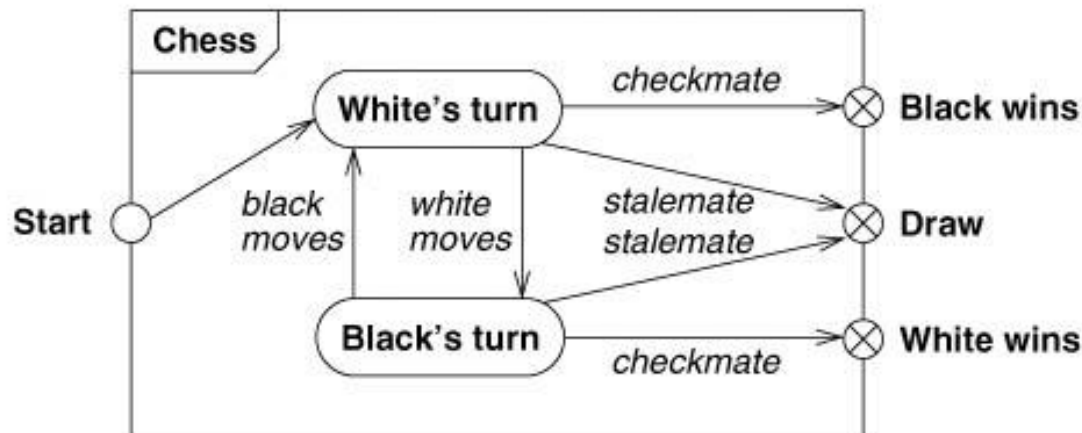 Chess
White's turn
checkmate
Black wins
Start
black
moves
white
moves
stalemate
stalemate
Draw
Black's turn
checkmate
White wins